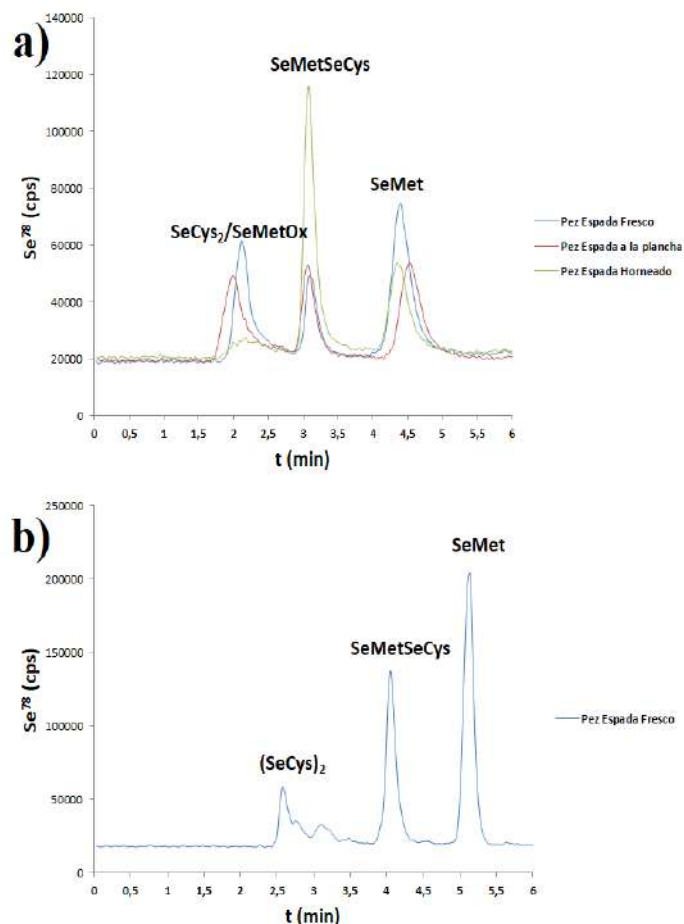 a)
140000
120000
100000
80000
60000
40000
20000
0
Se⁷⁸ (cps)
SeMetSeCys
SeMet
SeCys₂/SeMetOx
Pez Espada Fresco
Pez Espada a la plancha
Pez Espada Horneado
0 0,5 1 1,5 2 2,5 3 3,5 4 4,5 5 5,5 6
t (min)
b)
250000
200000
150000
100000
50000
0
Se⁷⁸ (cps)
SeMet
SeMetSeCys
(SeCys)₂
Pez Espada Fresco
0 0,5 1 1,5 2 2,5 3 3,5 4 4,5 5 5,5 6
t (min)